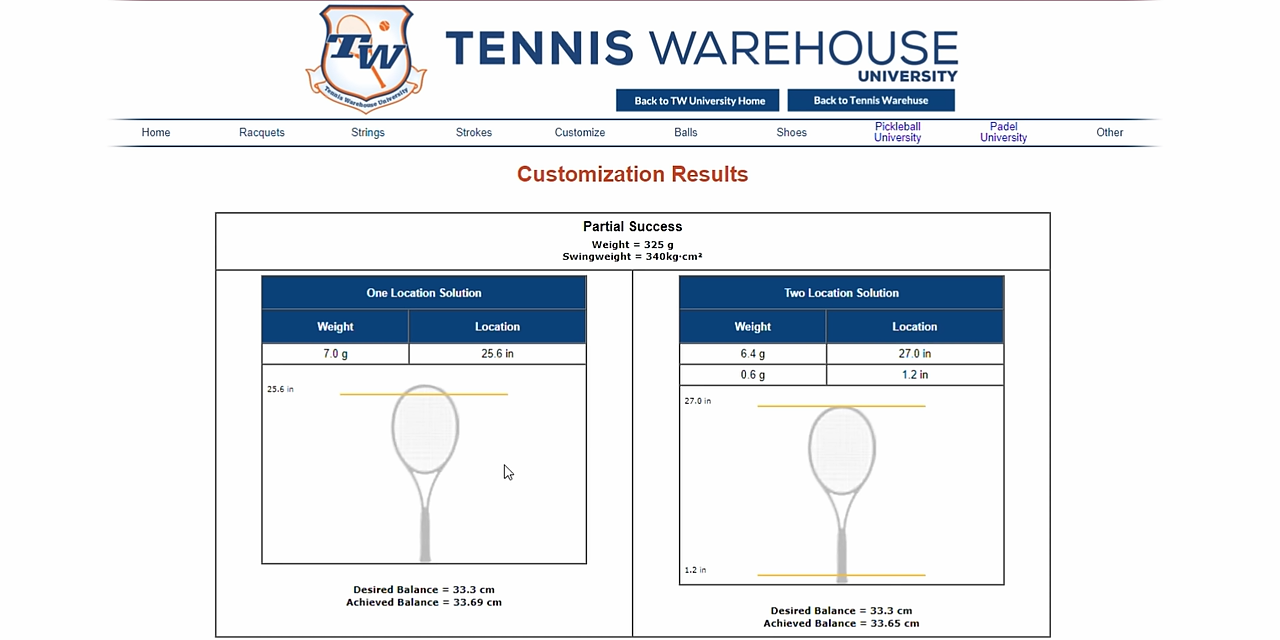 TW
Tennis Warehouse University
TENNIS WAREHOUSE
UNIVERSITY
Back to TW University Home
Back to Tennis Warehuse
Home
Racquets
Strings
Strokes
Customize
Balls
Shoes
Pickleball
University
Padel
University
Other
Customization Results
Partial Success
Weight = 325 g
Swingweight = 340kg·cm²
One Location Solution
Weight Location
7.0 g 25.6 in
25.6 in
Desired Balance = 33.3 cm
Achieved Balance = 33.69 cm
Two Location Solution
Weight Location
6.4 g 27.0 in
0.6 g 1.2 in
27.0 in
1.2 in
Desired Balance = 33.3 cm
Achieved Balance = 33.65 cm